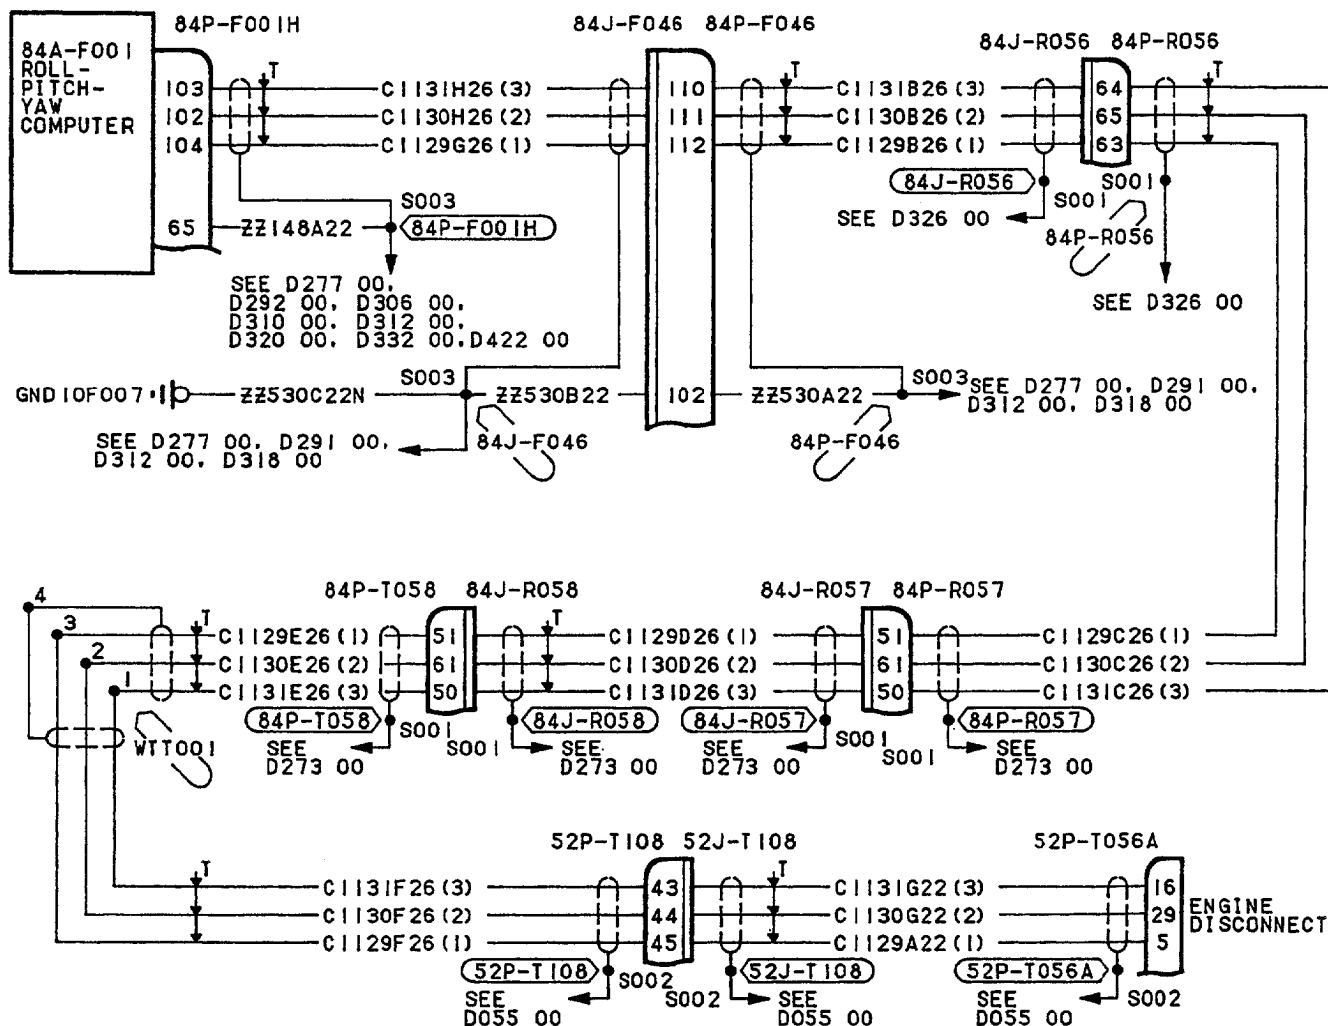 84P-F001H
84J-F046 84P-F046
84J-R056 84P-R056
84A-F001
ROLL-
PITCH-
YAW
COMPUTER
103 T C1131H26(3) 110 T C1131B26(3) 64 T
102 C1130H26(2) 111 C1130B26(2) 65
104 C1129G26(1) 112 C1129B26(1) 63
84J-R056 S001 S001
S003
65 ZZ148A22 84P-F001H
SEE D326 00
84P-R056
SEE D277 00.
D292 00. D306 00.
D310 00. D312 00.
D320 00. D332 00.D422 00
SEE D326 00
S003 S003
GND10F007 ZZ530C22N ZZ530B22 102 ZZ530A22
SEE D277 00. D291 00.
D312 00. D318 00
SEE D277 00. D291 00.
D312 00. D318 00
84J-F046 84P-F046
84P-T058 84J-R058 84J-R057 84P-R057
4
3 T C1129E26(1) 51 T C1129D26(1) 51 C1129C26(1)
2 C1130E26(2) 61 C1130D26(2) 61 C1130C26(2)
1 C1131E26(3) 50 C1131D26(3) 50 C1131C26(3)
84P-T058 S001 S001 84J-R058 84J-R057 S001 S001 84P-R057
WTT001
SEE
D273 00
SEE
D273 00
SEE
D273 00
SEE
D273 00
52P-T108 52J-T108 52P-T056A
T C1131F26(3) 43 T C1131G22(3) 16
C1130F26(2) 44 C1130G22(2) 29
C1129F26(1) 45 C1129A22(1) 5
ENGINE
DISCONNECT
52P-T108 S002 S002 52J-T108 52P-T056A S002
SEE
D055 00
SEE
D055 00
SEE
D055 00